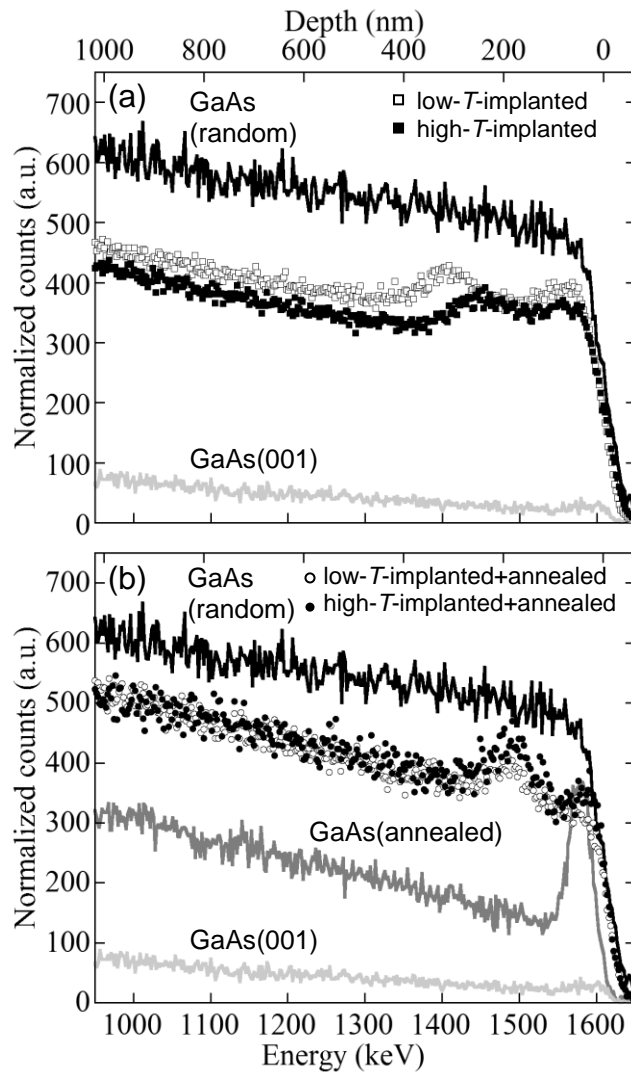 Depth (nm)
1000 800 600 400 200 0
(a) GaAs (random)
□ low-T-implanted
■ high-T-implanted
700
600
500
400
300
200
100
0
Normalized counts (a.u.)
GaAs(001)
(b) GaAs (random)
○ low-T-implanted+annealed
● high-T-implanted+annealed
700
600
500
400
300
200
100
0
Normalized counts (a.u.)
GaAs(annealed)
GaAs(001)
1000 1100 1200 1300 1400 1500 1600
Energy (keV)